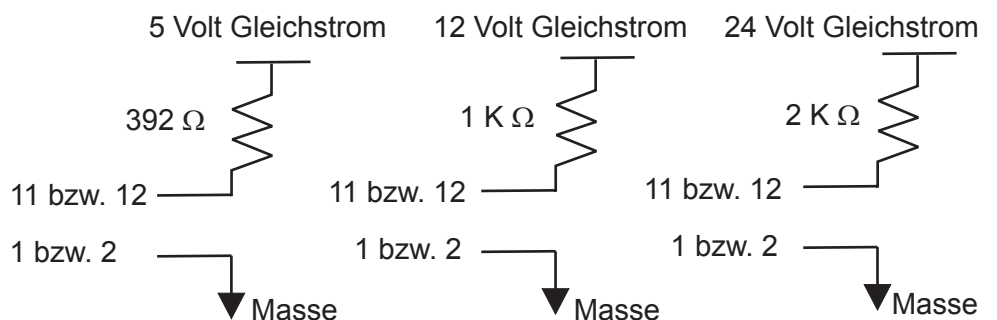 5 Volt Gleichstrom
392 Ω
11 bzw. 12
1 bzw. 2
Masse
12 Volt Gleichstrom
1 K Ω
11 bzw. 12
1 bzw. 2
Masse
24 Volt Gleichstrom
2 K Ω
11 bzw. 12
1 bzw. 2
Masse